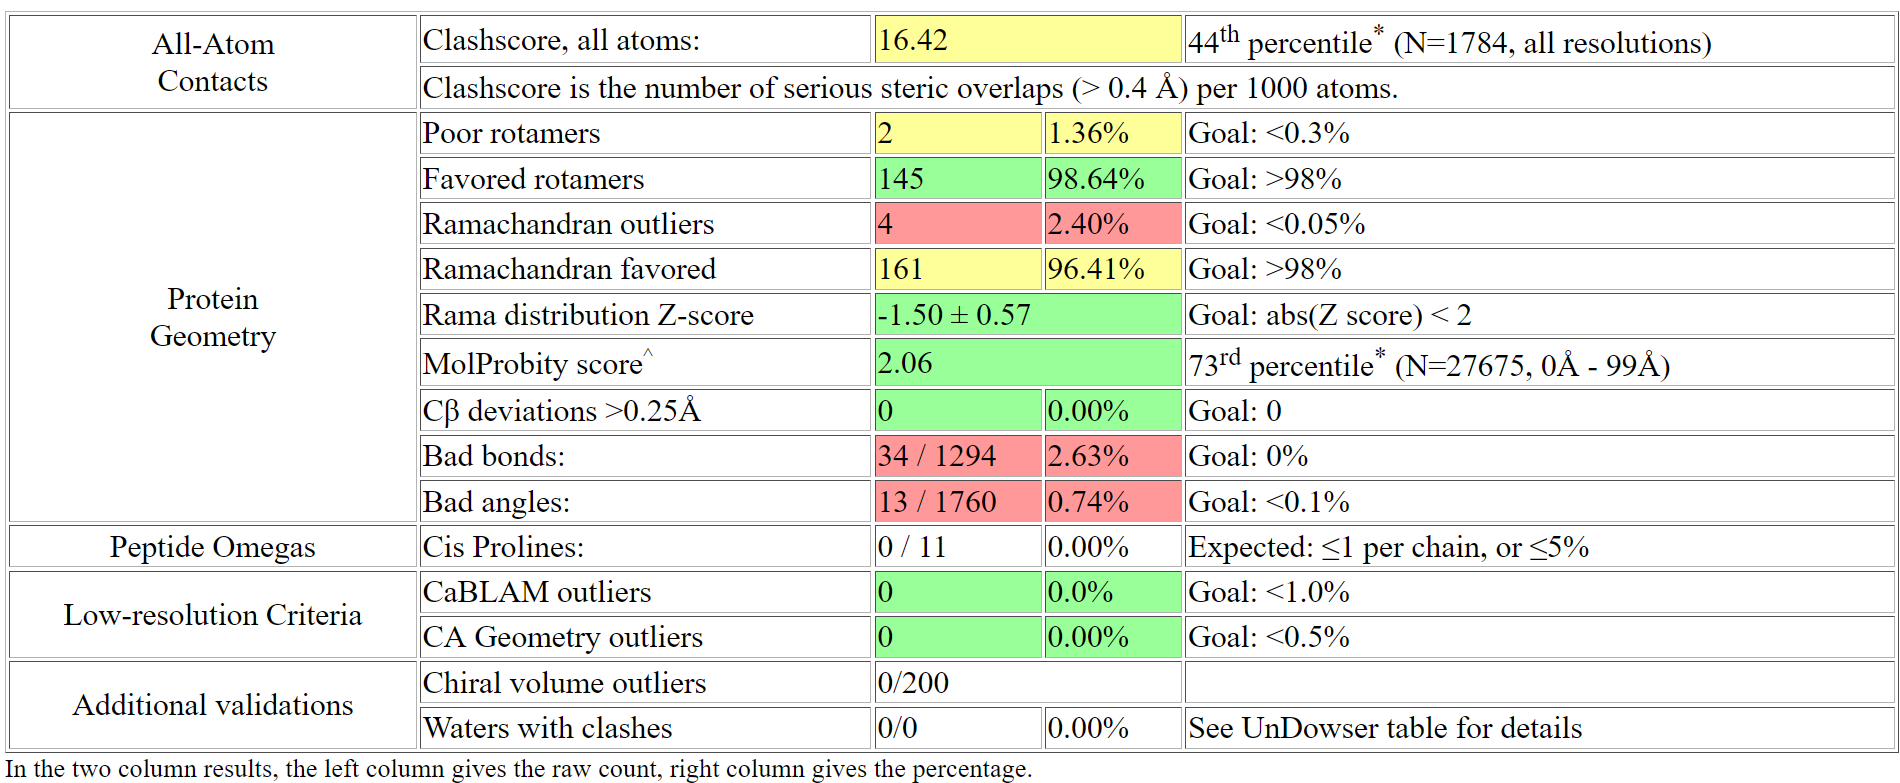 All-Atom
Contacts
Clashscore, all atoms: 16.42 44th percentile* (N=1784, all resolutions)
Clashscore is the number of serious steric overlaps (> 0.4 Å) per 1000 atoms.
Protein
Geometry
Poor rotamers 2 1.36% Goal: <0.3%
Favored rotamers 145 98.64% Goal: >98%
Ramachandran outliers 4 2.40% Goal: <0.05%
Ramachandran favored 161 96.41% Goal: >98%
Rama distribution Z-score -1.50 ± 0.57 Goal: abs(Z score) < 2
MolProbity score^ 2.06 73rd percentile* (N=27675, 0Å - 99Å)
Cβ deviations >0.25Å 0 0.00% Goal: 0
Bad bonds: 34 / 1294 2.63% Goal: 0%
Bad angles: 13 / 1760 0.74% Goal: <0.1%
Peptide Omegas Cis Prolines: 0 / 11 0.00% Expected: ≤1 per chain, or ≤5%
Low-resolution Criteria
CaBLAM outliers 0 0.0% Goal: <1.0%
CA Geometry outliers 0 0.00% Goal: <0.5%
Additional validations
Chiral volume outliers 0/200
Waters with clashes 0/0 0.00% See UnDowser table for details
In the two column results, the left column gives the raw count, right column gives the percentage.